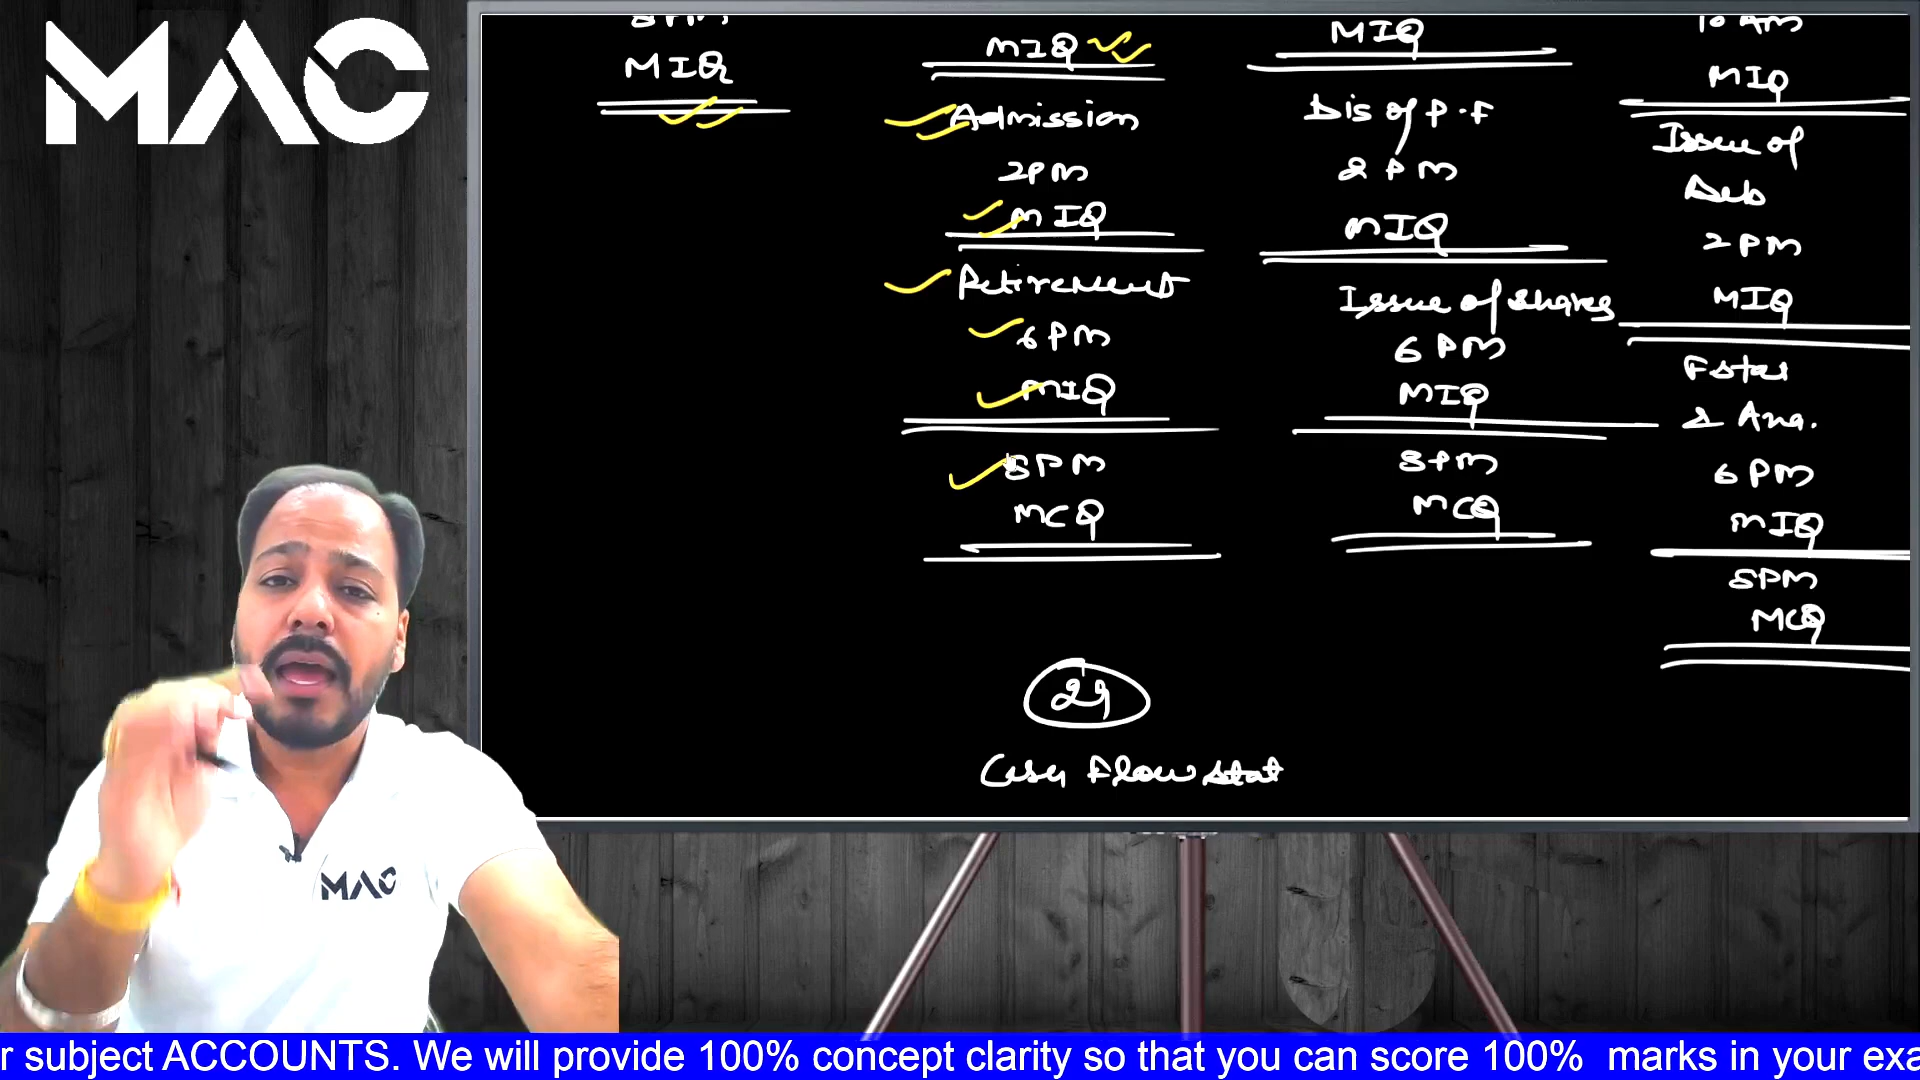 MAC
8PM
MIQ
MIQ
Admission
2PM
MIQ
Retirement
6PM
MIQ
8PM
MCQ
MIQ
Dis of P.F
2PM
MIQ
Issue of shares
6PM
MIQ
8PM
MCQ
10 AM
MIQ
Issue of
Deb
2PM
MIQ
F stat
& Ana.
6PM
MIQ
8PM
MCQ
29
Cash Flow stat
MAC
r subject ACCOUNTS. We will provide 100% concept clarity so that you can score 100% marks in your exa